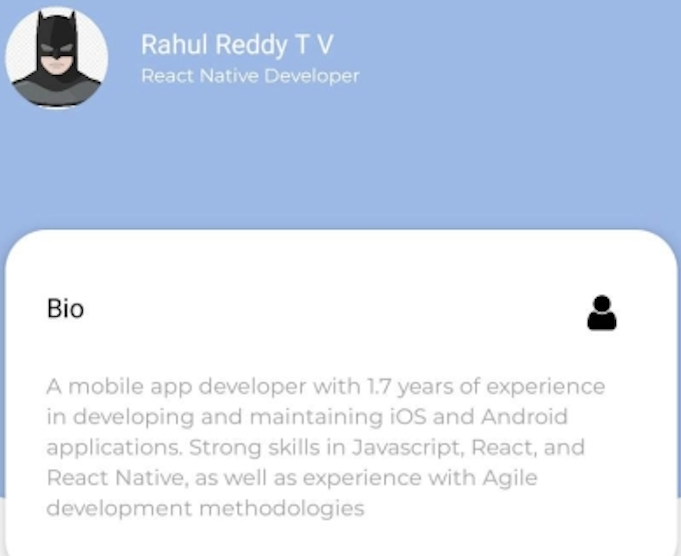 Rahul Reddy T V
React Native Developer
Bio
A mobile app developer with 1.7 years of experience
in developing and maintaining iOS and Android
applications. Strong skills in Javascript, React, and
React Native, as well as experience with Agile
development methodologies